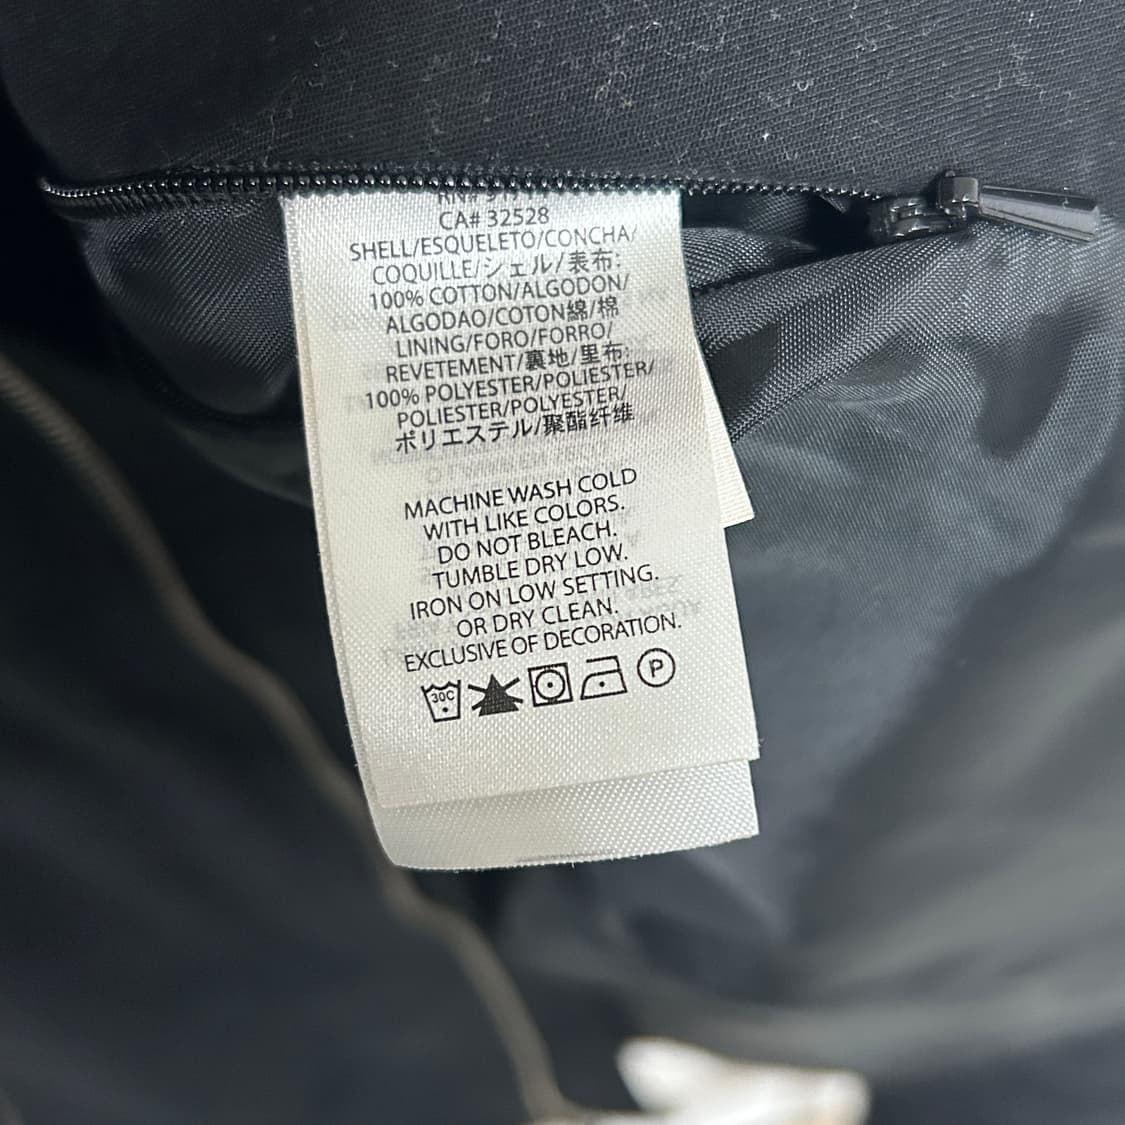 CA# 32528
SHELL/ESQUELETO/CONCHA/
COQUILLE/シェル/表布:
100% COTTON/ALGODON/
ALGODAO/COTON綿/棉
LINING/FORO/FORRO/
REVETEMENT/裏地/里布:
100% POLYESTER/POLIESTER/
POLIESTER/POLYESTER/
ポリエステル/聚酯纤维
MACHINE WASH COLD
WITH LIKE COLORS.
DO NOT BLEACH.
TUMBLE DRY LOW.
IRON ON LOW SETTING.
OR DRY CLEAN.
EXCLUSIVE OF DECORATION.
30C P